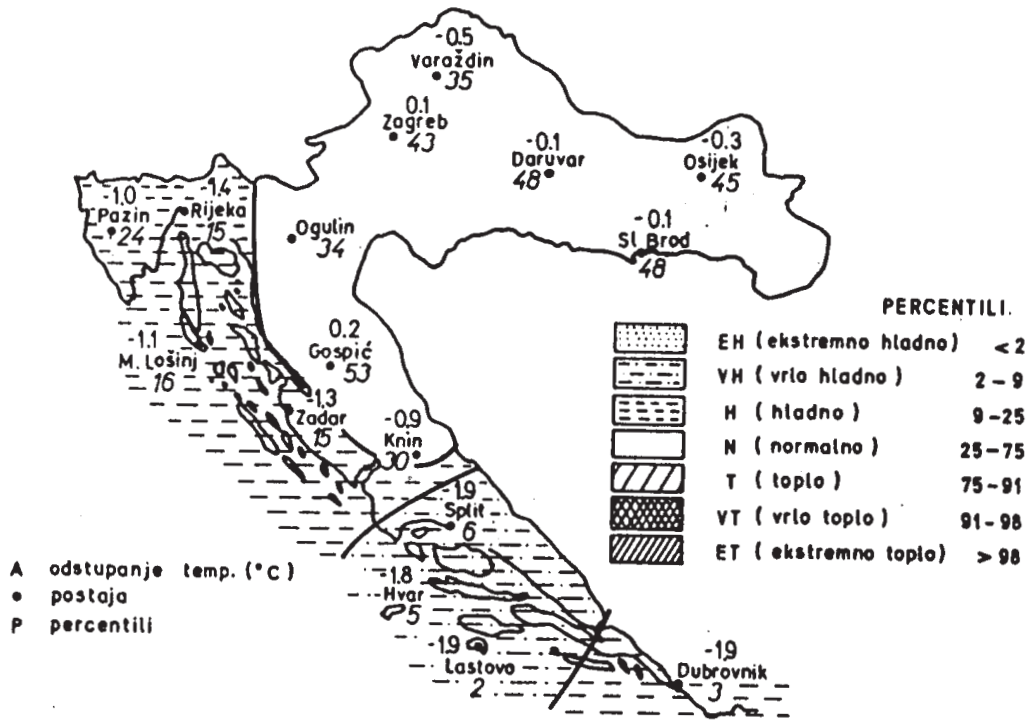 -0.5
Varaždin
35
0.1
Zagreb
43
-0.1
Daruvar
48
-0.3
Osijek
45
-1.0
Pazin
24
-1.4
Rijeka
15
Ogulin
34
-0.1
Sl. Brod
48
-1.1
M. Lošinj
16
0.2
Gospić
53
-1.3
Zadar
15
-0.9
Knin
30
-1.9
Split
6
-1.8
Hvar
5
-1.9
Lastovo
2
-1.9
Dubrovnik
3
PERCENTILI.
EH (ekstremno hladno) < 2
VH (vrlo hladno) 2-9
H (hladno) 9-25
N (normalno) 25-75
T (toplo) 75-91
VT (vrlo toplo) 91-98
ET (ekstremno toplo) > 98
A odstupanje temp. (°C)
• postaja
P percentili